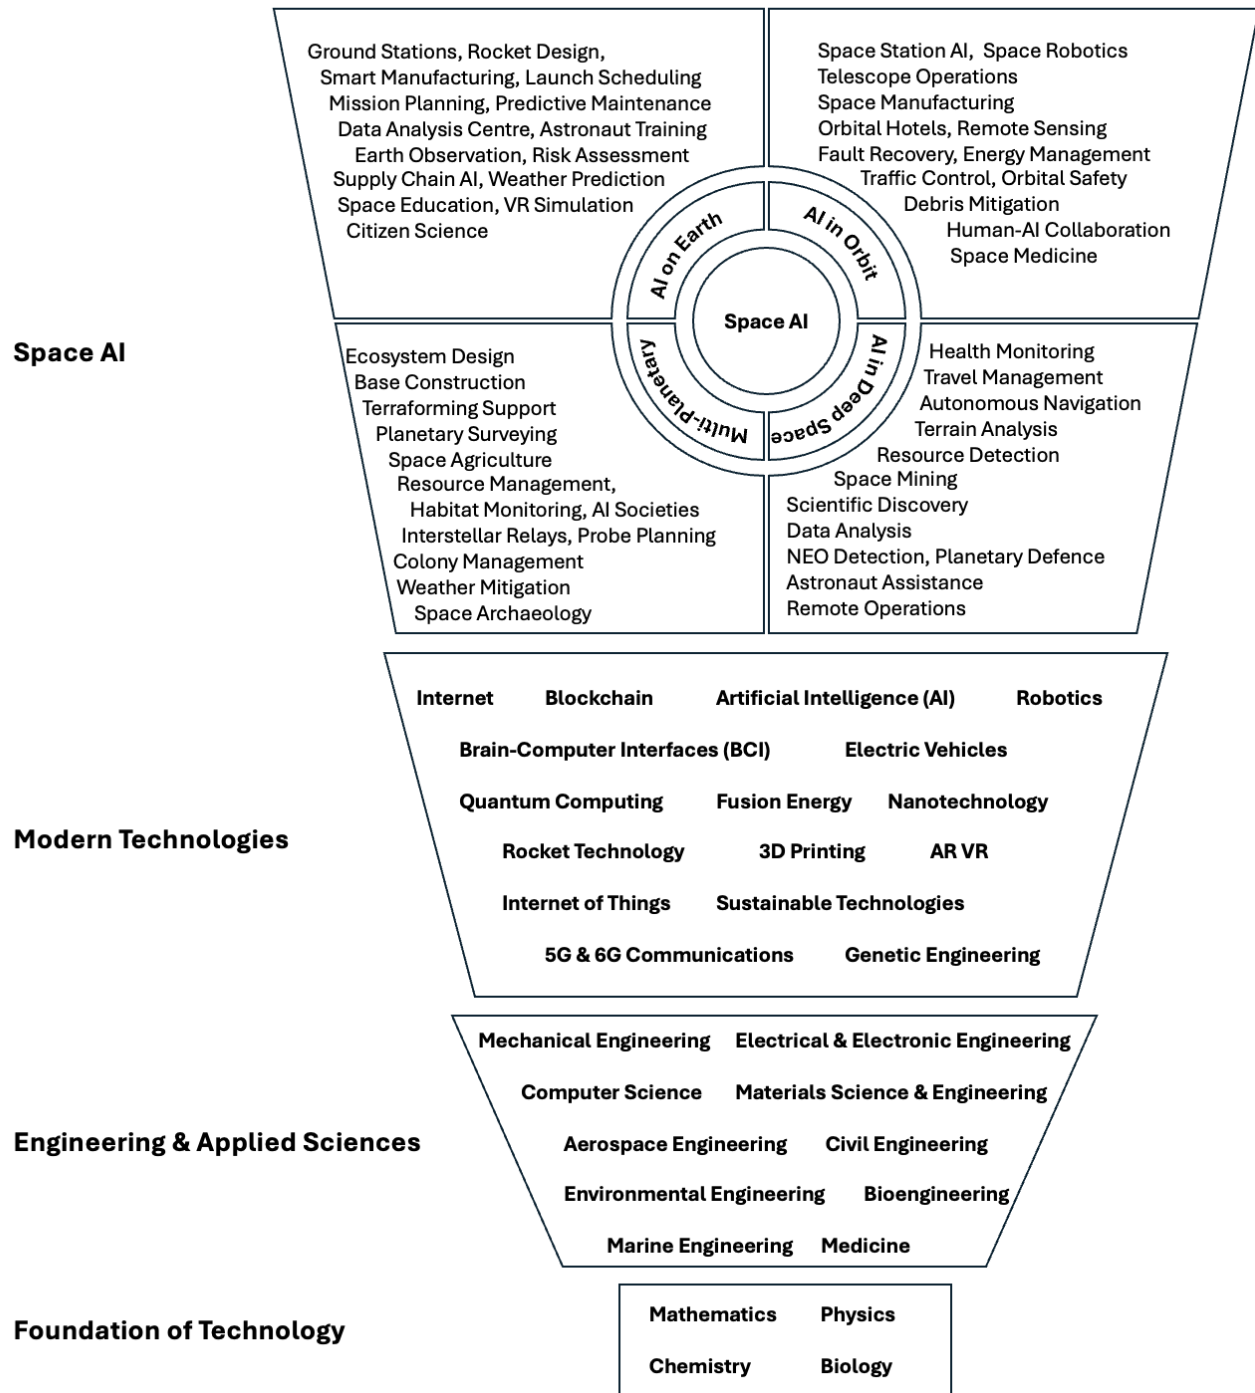 Space AI
Ground Stations, Rocket Design,
Smart Manufacturing, Launch Scheduling
Mission Planning, Predictive Maintenance
Data Analysis Centre, Astronaut Training
Earth Observation, Risk Assessment
Supply Chain AI, Weather Prediction
Space Education, VR Simulation
Citizen Science
Space Station AI, Space Robotics
Telescope Operations
Space Manufacturing
Orbital Hotels, Remote Sensing
Fault Recovery, Energy Management
Traffic Control, Orbital Safety
Debris Mitigation
Human-AI Collaboration
Space Medicine
AI on Earth
AI in Orbit
Space AI
Multi-Planetary
AI in Deep Space
Ecosystem Design
Base Construction
Terraforming Support
Planetary Surveying
Space Agriculture
Resource Management,
Habitat Monitoring, AI Societies
Interstellar Relays, Probe Planning
Colony Management
Weather Mitigation
Space Archaeology
Health Monitoring
Travel Management
Autonomous Navigation
Terrain Analysis
Resource Detection
Space Mining
Scientific Discovery
Data Analysis
NEO Detection, Planetary Defence
Astronaut Assistance
Remote Operations
Modern Technologies
Internet Blockchain Artificial Intelligence (AI) Robotics
Brain-Computer Interfaces (BCI) Electric Vehicles
Quantum Computing Fusion Energy Nanotechnology
Rocket Technology 3D Printing AR VR
Internet of Things Sustainable Technologies
5G & 6G Communications Genetic Engineering
Engineering & Applied Sciences
Mechanical Engineering Electrical & Electronic Engineering
Computer Science Materials Science & Engineering
Aerospace Engineering Civil Engineering
Environmental Engineering Bioengineering
Marine Engineering Medicine
Foundation of Technology
Mathematics Physics
Chemistry Biology